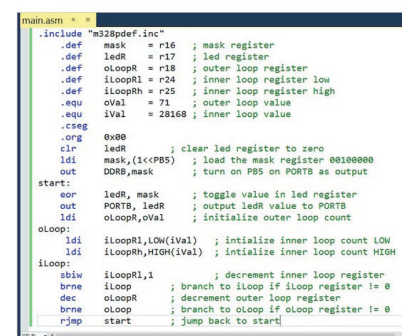 main.asm * ×
.include "m328pdef.inc"
.def mask = r16 ; mask register
.def ledR = r17 ; led register
.def oLoopR = r18 ; outer loop register
.def iLoopRl = r24 ; inner loop register low
.def iLoopRh = r25 ; inner loop register high
.equ oVal = 71 ; outer loop value
.equ iVal = 28168 ; inner loop value
.cseg
.org 0x00
clr ledR ; clear led register to zero
ldi mask,(1<<PB5) ; load the mask register 00100000
out DDRB,mask ; turn on PB5 on PORTB as output
start:
eor ledR, mask ; toggle value in led register
out PORTB, ledR ; output ledR value to PORTB
ldi oLoopR,oVal ; initialize outer loop count
oLoop:
ldi iLoopRl,LOW(iVal) ; intialize inner loop count LOW
ldi iLoopRh,HIGH(iVal) ; intialize inner loop count HIGH
iLoop:
sbiw iLoopRl,1 ; decrement inner loop register
brne iLoop ; branch to iLoop if iLoop register != 0
dec oLoopR ; decrement outer loop register
brne oLoop ; branch to oLoop if oLoop register != 0
rjmp start ; jump back to start